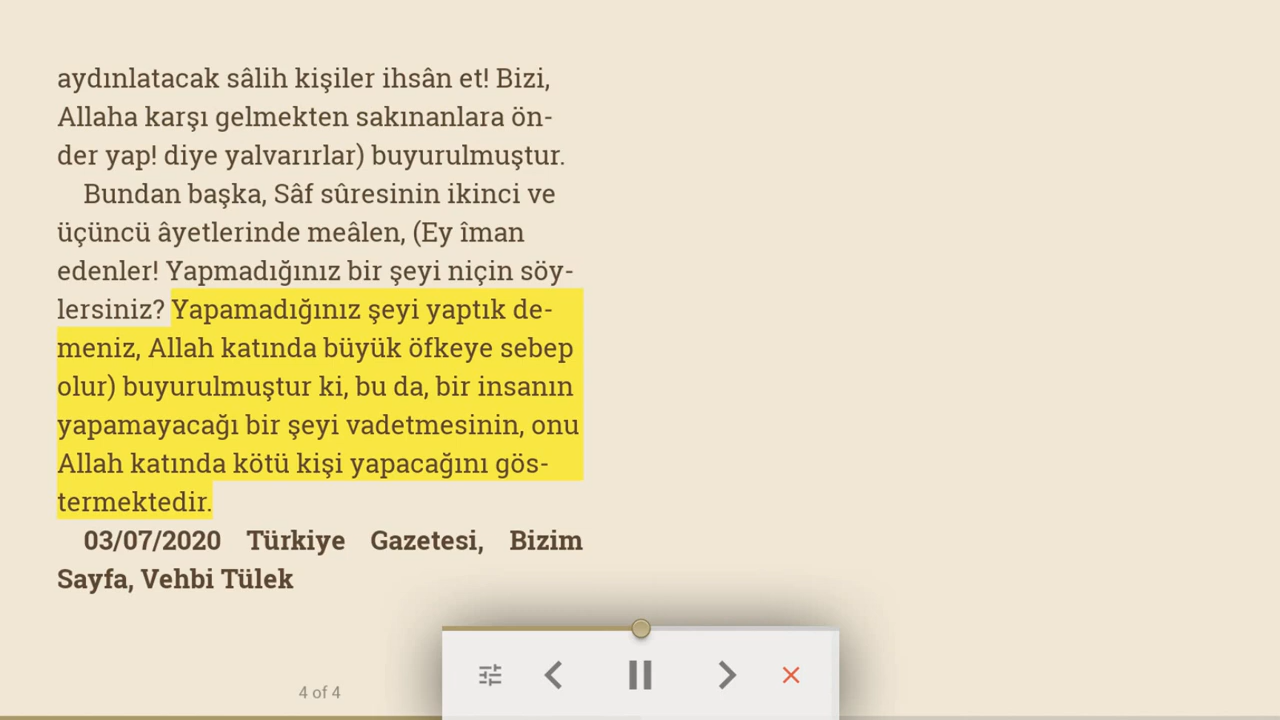 aydınlatacak sâlih kişiler ihsân et! Bizi,
Allaha karşı gelmekten sakınanlara ön-
der yap! diye yalvarırlar) buyurulmuştur.
Bundan başka, Sâf sûresinin ikinci ve
üçüncü âyetlerinde meâlen, (Ey îman
edenler! Yapmadığınız bir şeyi niçin söy-
lersiniz? Yapamadığınız şeyi yaptık de-
meniz, Allah katında büyük öfkeye sebep
olur) buyurulmuştur ki, bu da, bir insanın
yapamayacağı bir şeyi vadetmesinin, onu
Allah katında kötü kişi yapacağını gös-
termektedir.
03/07/2020 Türkiye Gazetesi, Bizim
Sayfa, Vehbi Tülek
4 of 4